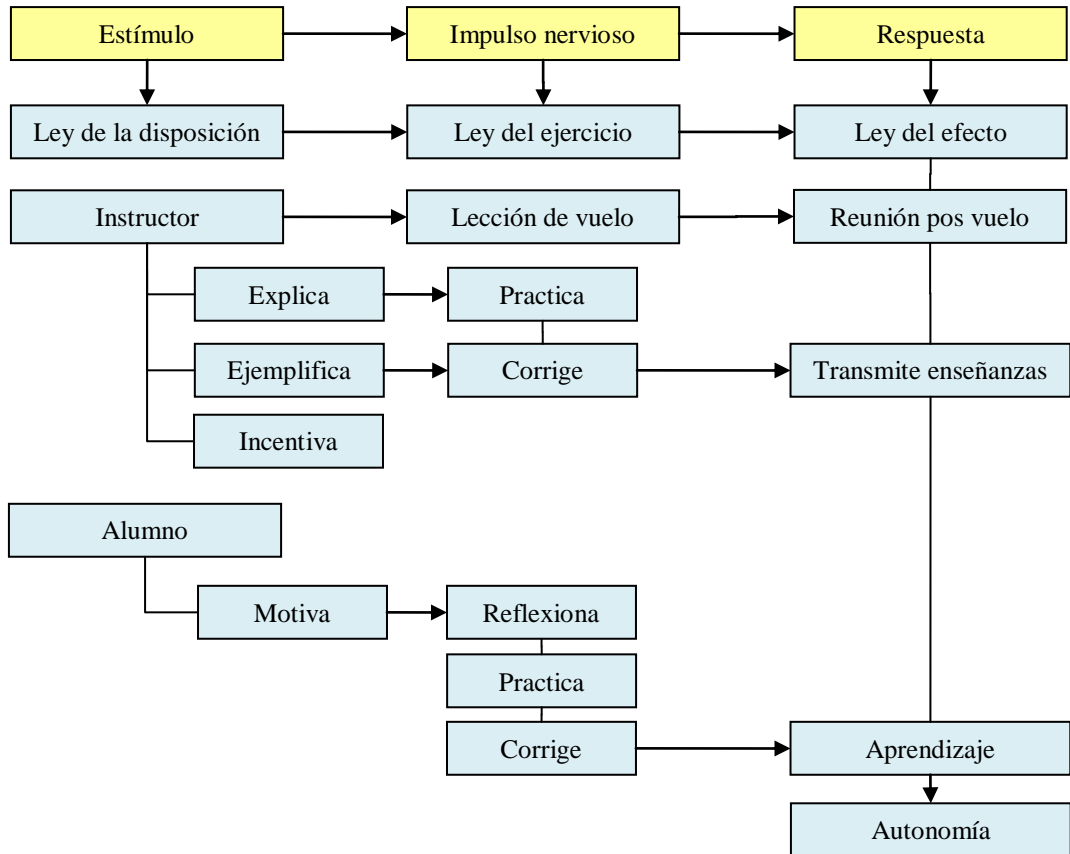 Estímulo
Impulso nervioso
Respuesta
Ley de la disposición
Ley del ejercicio
Ley del efecto
Instructor
Lección de vuelo
Reunión pos vuelo
Explica
Practica
Ejemplifica
Corrige
Transmite enseñanzas
Incentiva
Alumno
Motiva
Reflexiona
Practica
Corrige
Aprendizaje
Autonomía